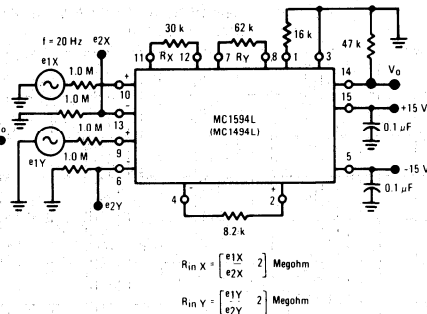 f = 20 Hz
e2X
e1X
1.0 M
1.0 M
10
+
-
13
30 k
11 RX 12
62 k
7 RY 8
1
16 k
3
47 k
14
Vo
15
+15 V
0.1 µF
MC1594L
(MC1494L)
o
e1Y
1.0 M
1.0 M
9
+
-
6
e2Y
5
-15 V
0.1 µF
-
4
+
2
8.2 k
Rin X = [ e1X / e2X 2 ] Megohm
Rin Y = [ e1Y / e2Y 2 ] Megohm